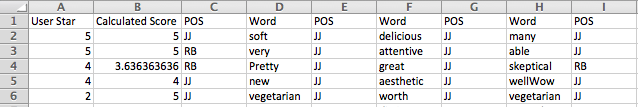 A B C D E F G H I
1 User Star Calculated Score POS Word POS Word POS Word POS
2 5 5 JJ soft JJ delicious JJ many JJ
3 5 5 RB very JJ attentive JJ able JJ
4 4 3.636363636 RB Pretty JJ great JJ skeptical RB
5 4 4 JJ new JJ aesthetic JJ wellWow JJ
6 2 5 JJ vegetarian JJ worth JJ vegetarian JJ